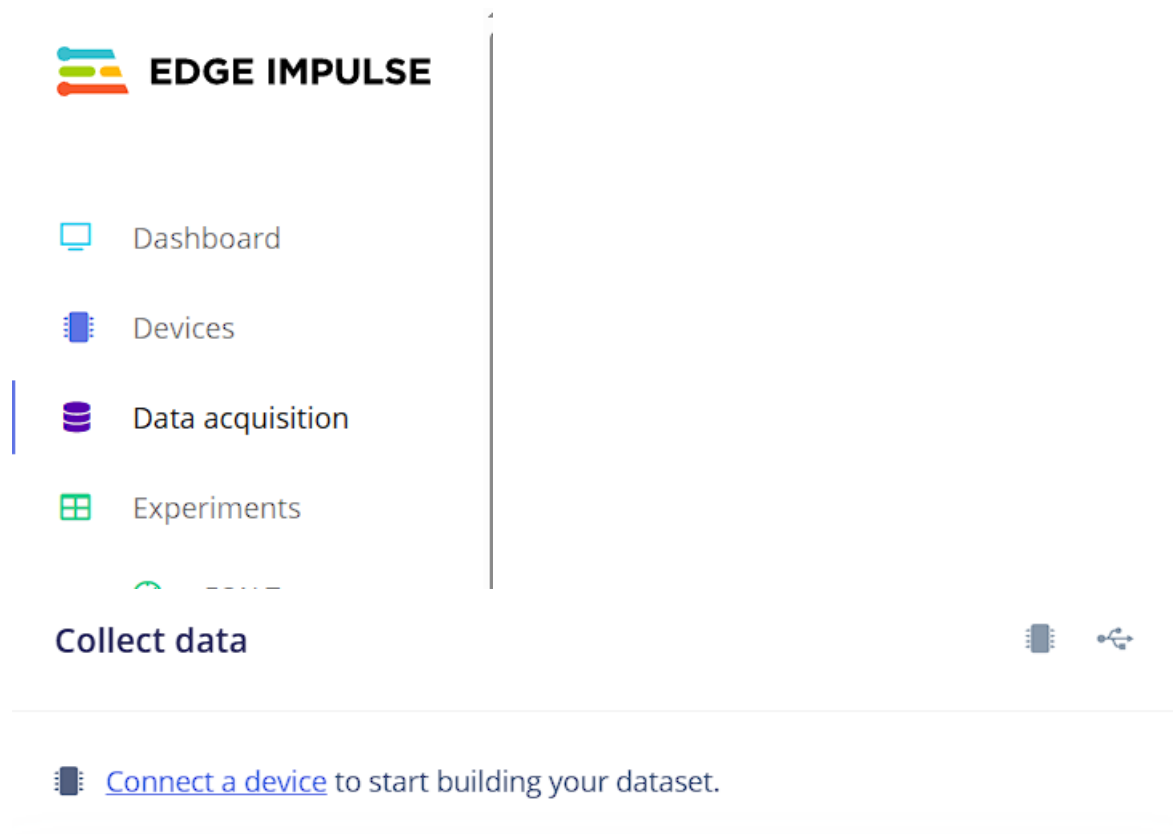 EDGE IMPULSE
Dashboard
Devices
Data acquisition
Experiments
Collect data
Connect a device to start building your dataset.